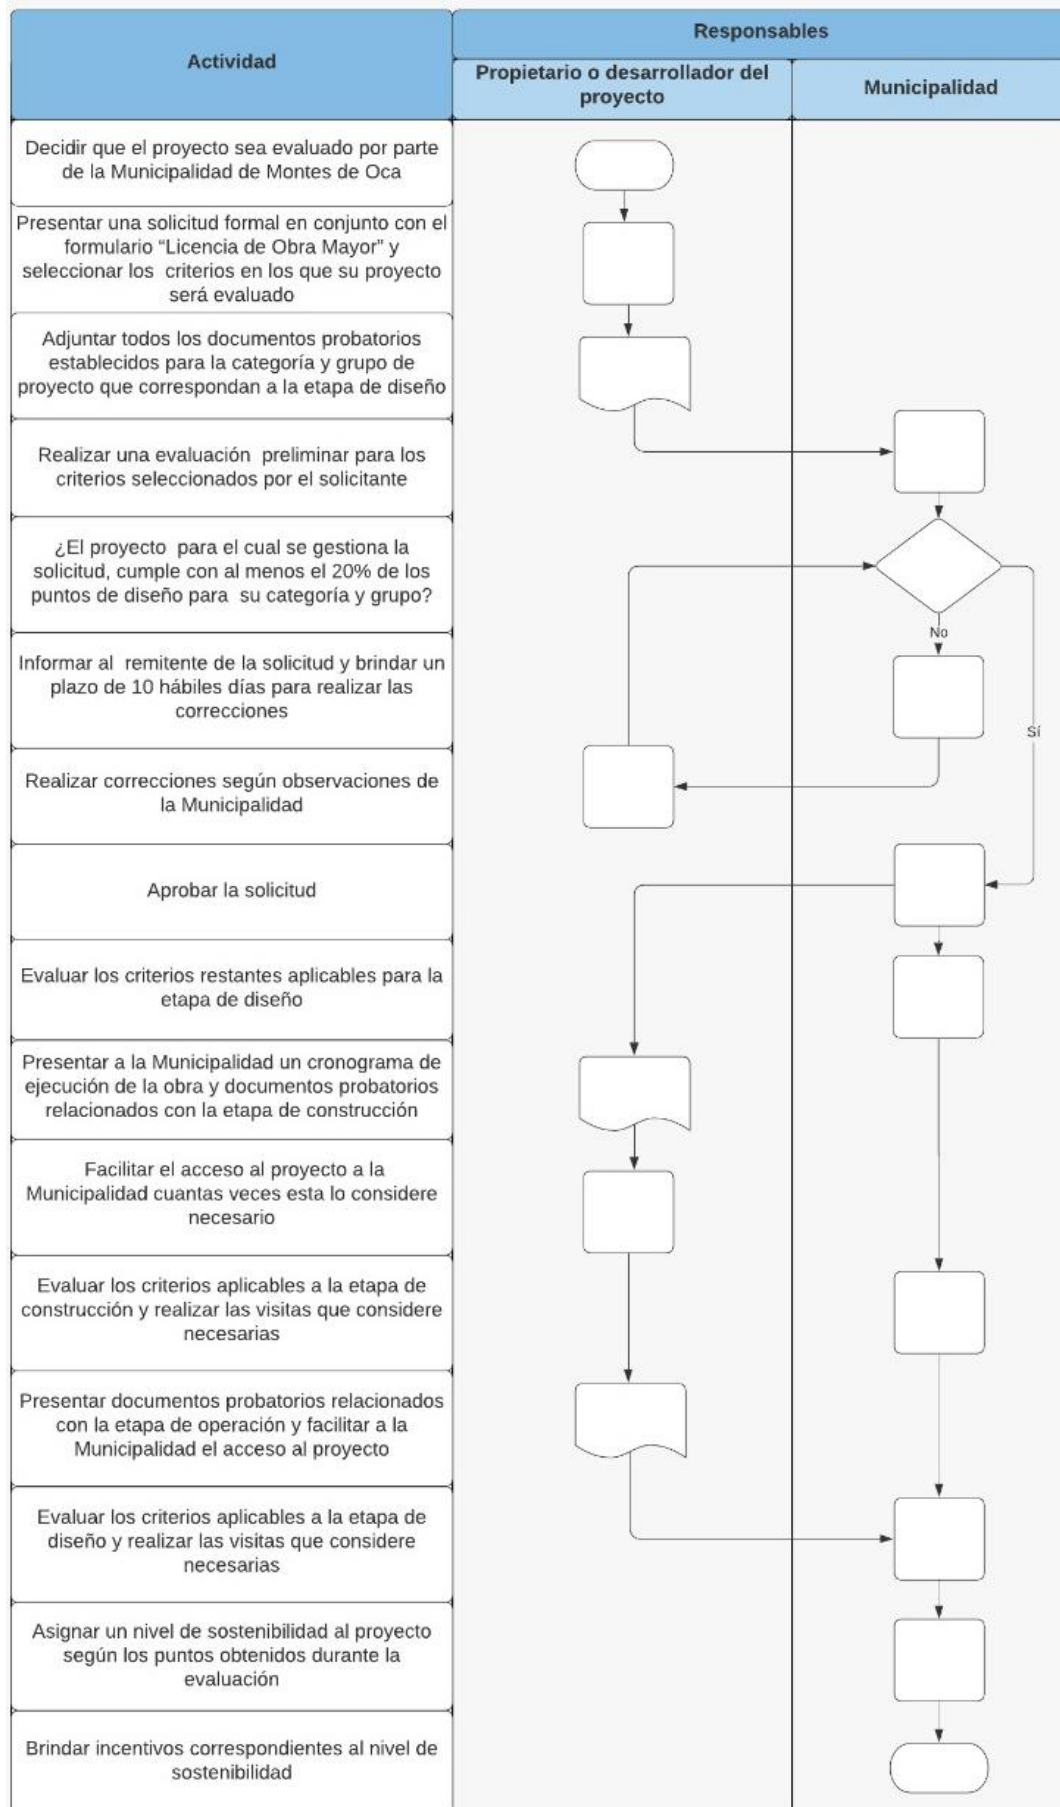 Actividad
Responsables
Propietario o desarrollador del
proyecto
Municipalidad
Decidir que el proyecto sea evaluado por parte
de la Municipalidad de Montes de Oca
Presentar una solicitud formal en conjunto con el
formulario “Licencia de Obra Mayor” y
seleccionar los criterios en los que su proyecto
será evaluado
Adjuntar todos los documentos probatorios
establecidos para la categoría y grupo de
proyecto que correspondan a la etapa de diseño
Realizar una evaluación preliminar para los
criterios seleccionados por el solicitante
¿El proyecto para el cual se gestiona la
solicitud, cumple con al menos el 20% de los
puntos de diseño para su categoría y grupo?
No
Informar al remitente de la solicitud y brindar un
plazo de 10 hábiles días para realizar las
correcciones
Sí
Realizar correcciones según observaciones de
la Municipalidad
Aprobar la solicitud
Evaluar los criterios restantes aplicables para la
etapa de diseño
Presentar a la Municipalidad un cronograma de
ejecución de la obra y documentos probatorios
relacionados con la etapa de construcción
Facilitar el acceso al proyecto a la
Municipalidad cuantas veces esta lo considere
necesario
Evaluar los criterios aplicables a la etapa de
construcción y realizar las visitas que considere
necesarias
Presentar documentos probatorios relacionados
con la etapa de operación y facilitar a la
Municipalidad el acceso al proyecto
Evaluar los criterios aplicables a la etapa de
diseño y realizar las visitas que considere
necesarias
Asignar un nivel de sostenibilidad al proyecto
según los puntos obtenidos durante la
evaluación
Brindar incentivos correspondientes al nivel de
sostenibilidad